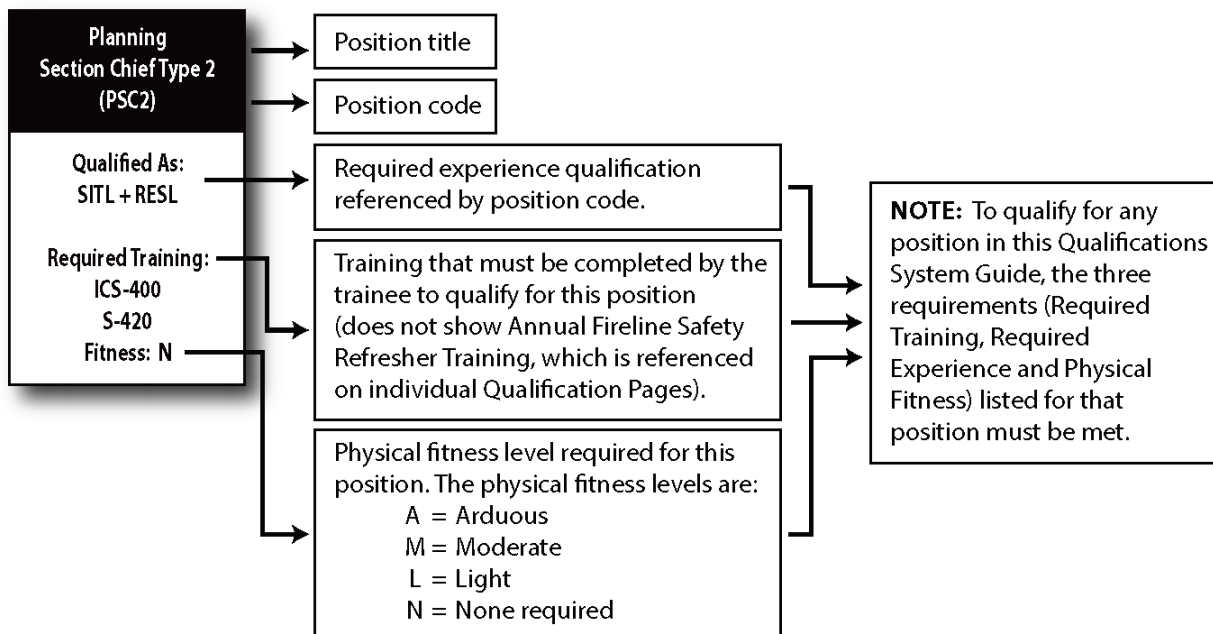 Planning
Section Chief Type 2
(PSC2)
Qualified As:
SITL + RESL
Required Training:
ICS-400
S-420
Fitness: N
Position title
Position code
Required experience qualification
referenced by position code.
Training that must be completed by the
trainee to qualify for this position
(does not show Annual Fireline Safety
Refresher Training, which is referenced
on individual Qualification Pages).
Physical fitness level required for this
position. The physical fitness levels are:
A = Arduous
M = Moderate
L = Light
N = None required
NOTE: To qualify for any
position in this Qualifications
System Guide, the three
requirements (Required
Training, Required
Experience and Physical
Fitness) listed for that
position must be met.